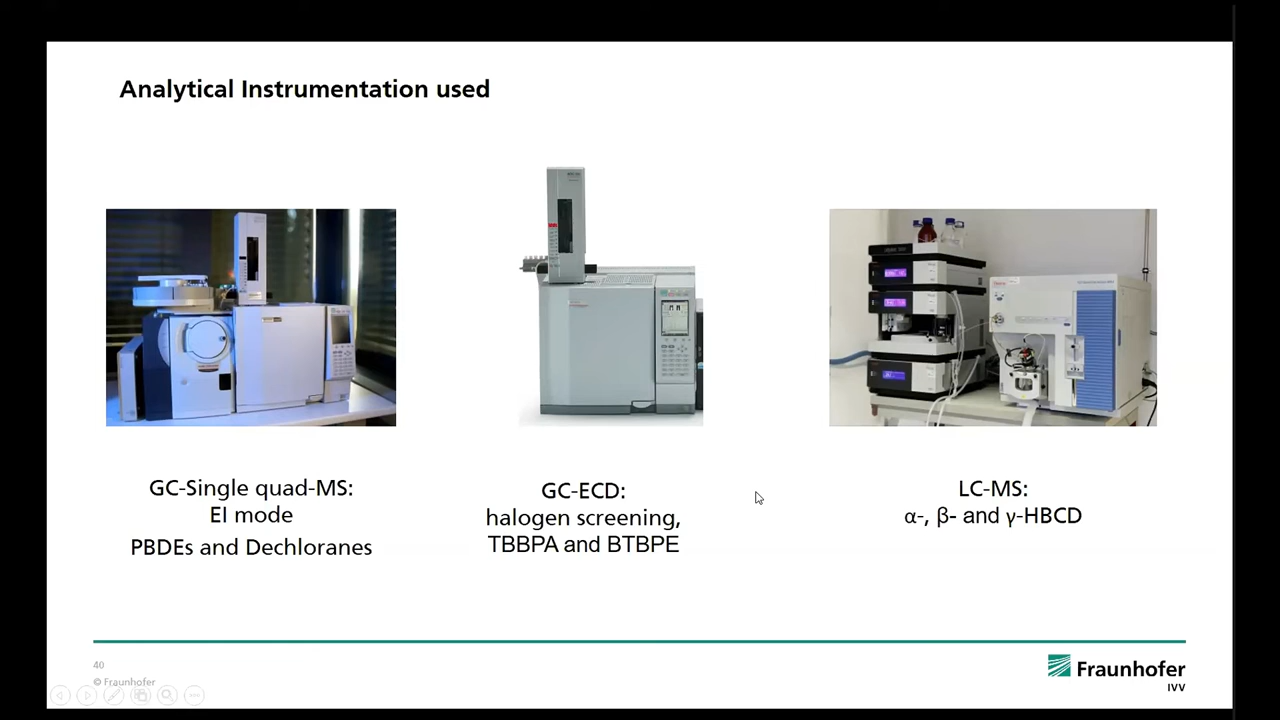 Analytical Instrumentation used
GC-Single quad-MS:
EI mode
PBDEs and Dechloranes
GC-ECD:
halogen screening,
TBBPA and BTBPE
LC-MS:
α-, β- and γ-HBCD
40
© Fraunhofer
Fraunhofer
IVV